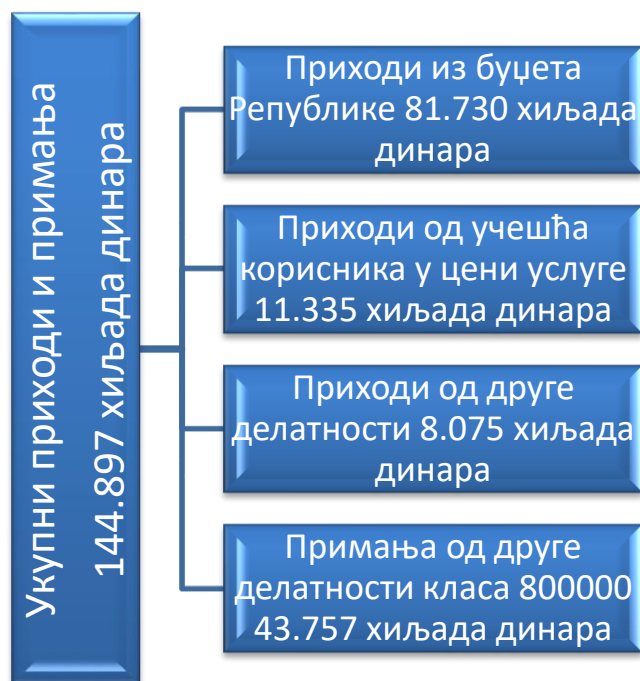 Укупни приходи и примања
144.897 хиљада динара
Приходи из буџета
Републике 81.730 хиљада
динара
Приходи од учешћа
корисника у цени услуге
11.335 хиљада динара
Приходи од друге
делатности 8.075 хиљада
динара
Примања од друге
делатности класа 800000
43.757 хиљада динара